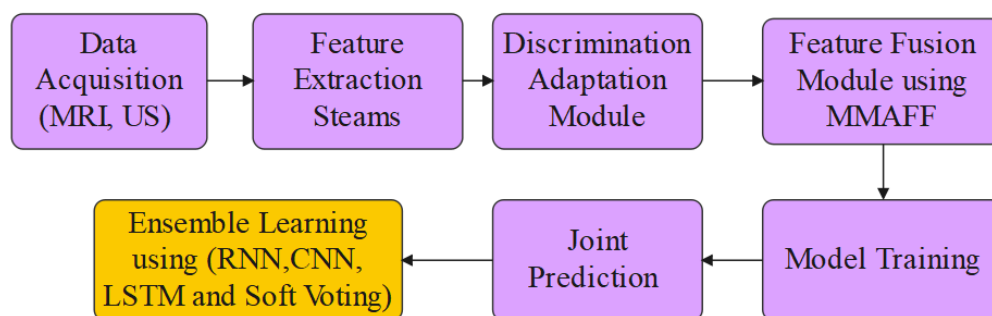 Data
Acquisition
(MRI, US)
Feature
Extraction
Steams
Discrimination
Adaptation
Module
Feature Fusion
Module using
MMAFF
Ensemble Learning
using (RNN,CNN,
LSTM and Soft Voting)
Joint
Prediction
Model Training